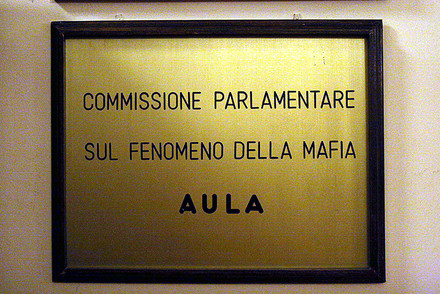 COMMISSIONE PARLAMENTARE
SUL FENOMENO DELLA MAFIA
AULA